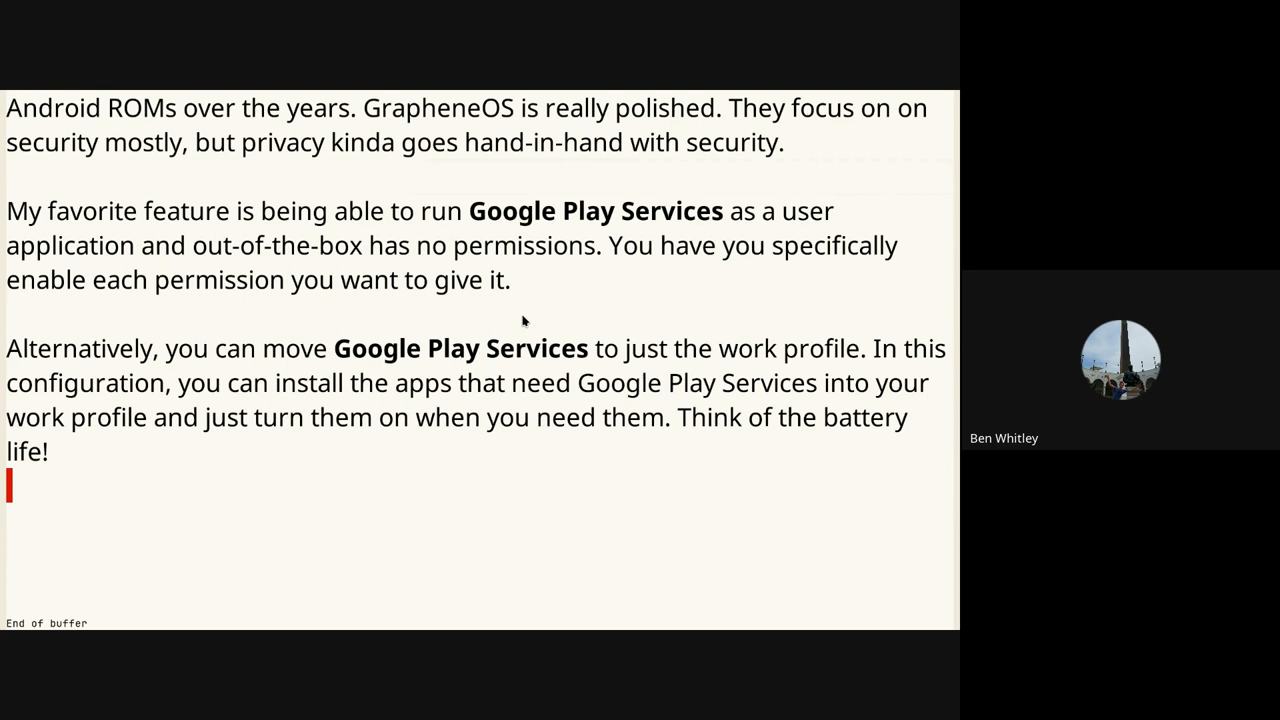 Android ROMs over the years. GrapheneOS is really polished. They focus on on
security mostly, but privacy kinda goes hand-in-hand with security.
My favorite feature is being able to run Google Play Services as a user
application and out-of-the-box has no permissions. You have you specifically
enable each permission you want to give it.
Alternatively, you can move Google Play Services to just the work profile. In this
configuration, you can install the apps that need Google Play Services into your
work profile and just turn them on when you need them. Think of the battery
life!
End of buffer
Ben Whitley